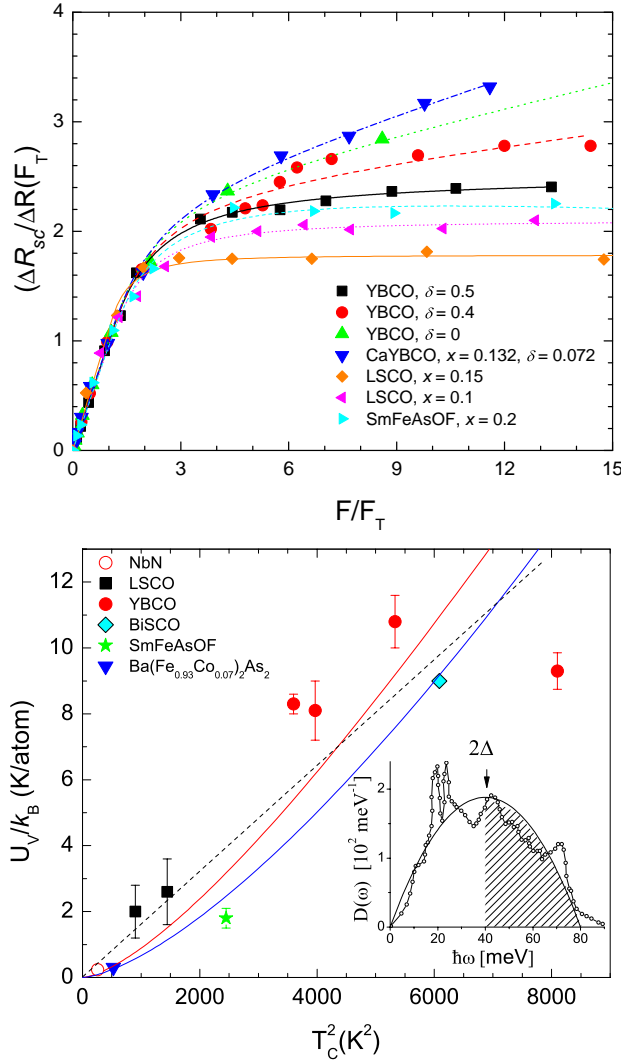 4
3
2
1
0
(ΔR_sc/ΔR(F_T)
0 3 6 9 12 15
F/F_T
YBCO, δ = 0.5
YBCO, δ = 0.4
YBCO, δ = 0
CaYBCO, x = 0.132, δ = 0.072
LSCO, x = 0.15
LSCO, x = 0.1
SmFeAsOF, x = 0.2
12
10
8
6
4
2
0
U_V/k_B (K/atom)
NbN
LSCO
YBCO
BiSCO
SmFeAsOF
Ba(Fe_0.93Co_0.07)_2As_2
2Δ
2
1
0
D(ω) [10² meV⁻¹]
0 20 40 60 80
ħω [meV]
0 2000 4000 6000 8000
T_C²(K²)